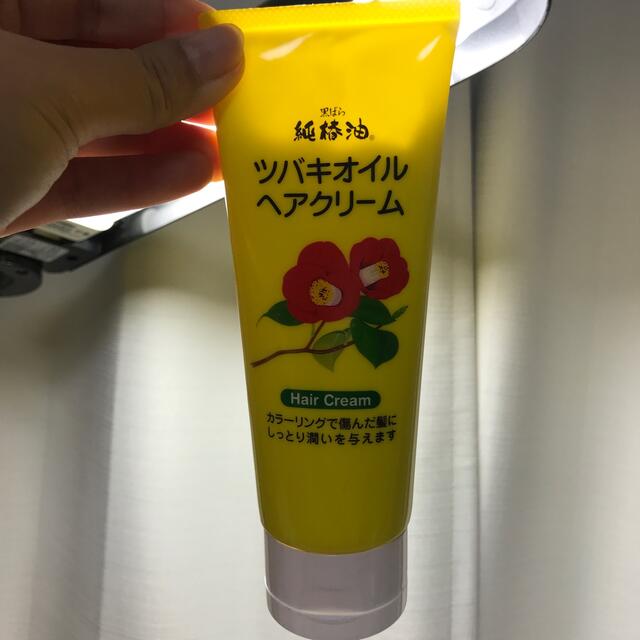 黒ばら
純椿油®
ツバキオイル
ヘアクリーム
Hair Cream
カラーリングで傷んだ髪に
しっとり潤いを与えます